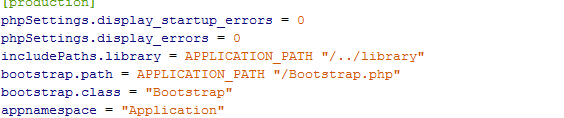 [production]
phpSettings.display_startup_errors = 0
phpSettings.display_errors = 0
includePaths.library = APPLICATION_PATH "/../library"
bootstrap.path = APPLICATION_PATH "/Bootstrap.php"
bootstrap.class = "Bootstrap"
appnamespace = "Application"